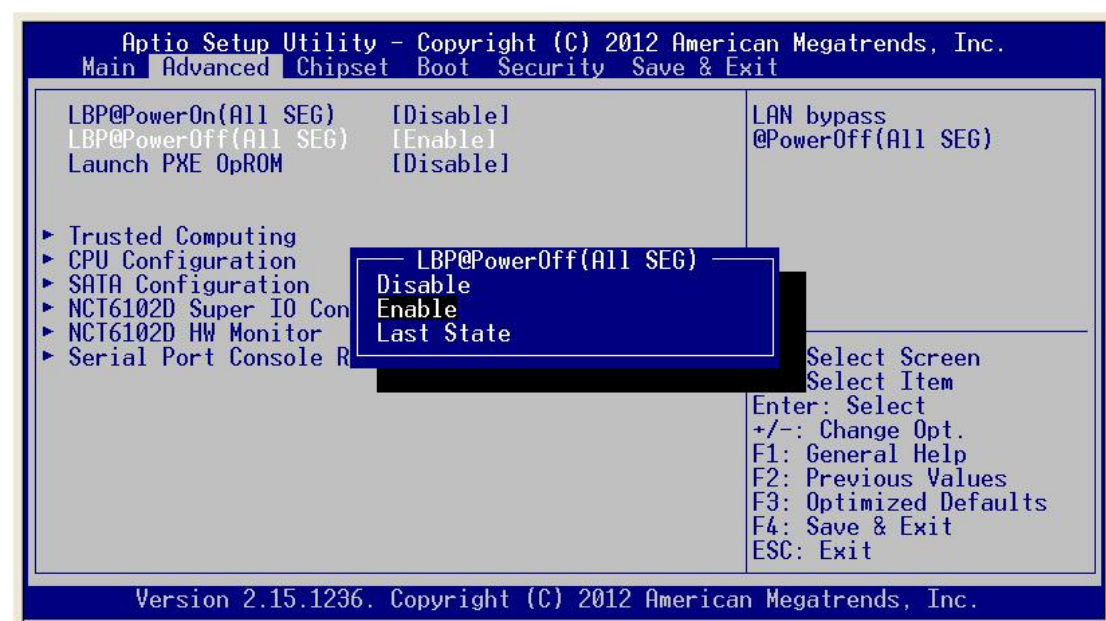 Aptio Setup Utility - Copyright (C) 2012 American Megatrends, Inc.
Main Advanced Chipset Boot Security Save & Exit
LBP@PowerOn(All SEG) [Disable]
LBP@PowerOff(All SEG) [Enable]
Launch PXE OpROM [Disable]
LAN bypass
@PowerOff(All SEG)
► Trusted Computing
► CPU Configuration
► SATA Configuration
► NCT6102D Super IO Con
► NCT6102D HW Monitor
► Serial Port Console R
LBP@PowerOff(All SEG)
Disable
Enable
Last State
Select Screen
Select Item
Enter: Select
+/-: Change Opt.
F1: General Help
F2: Previous Values
F3: Optimized Defaults
F4: Save & Exit
ESC: Exit
Version 2.15.1236. Copyright (C) 2012 American Megatrends, Inc.